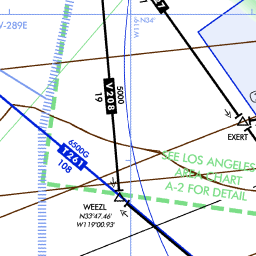 V-289E
W119°-N34°
5000
V208
19
EXERT
6500G
T261
108
SEE LOS ANGELES
AREA CHART
A-2 FOR DETAIL
WEEZL
N33°47.46'
W119°00.93'